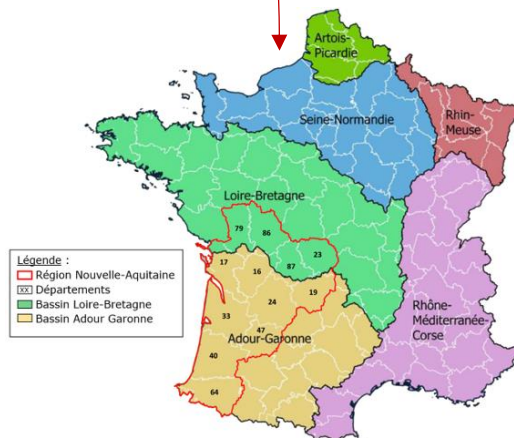 Artois-
Picardie
Seine-Normandie
Rhin-
Meuse
Loire-Bretagne
79
86
23
87
17
16
19
24
33
47
Adour-Garonne
40
64
Rhône-
Méditerranée-
Corse
Légende :
Région Nouvelle-Aquitaine
XX Départements
Bassin Loire-Bretagne
Bassin Adour Garonne